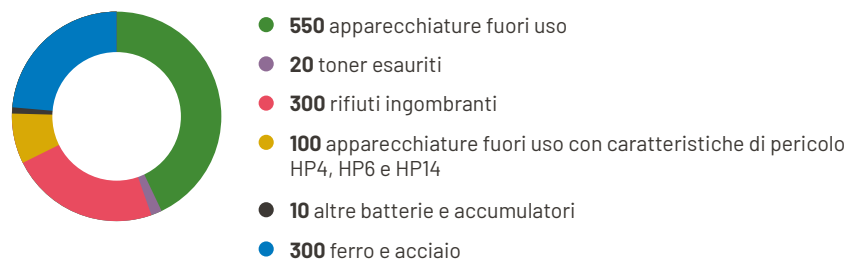 550 apparecchiature fuori uso
20 toner esauriti
300 rifiuti ingombranti
100 apparecchiature fuori uso con caratteristiche di pericolo
HP4, HP6 e HP14
10 altre batterie e accumulatori
300 ferro e acciaio